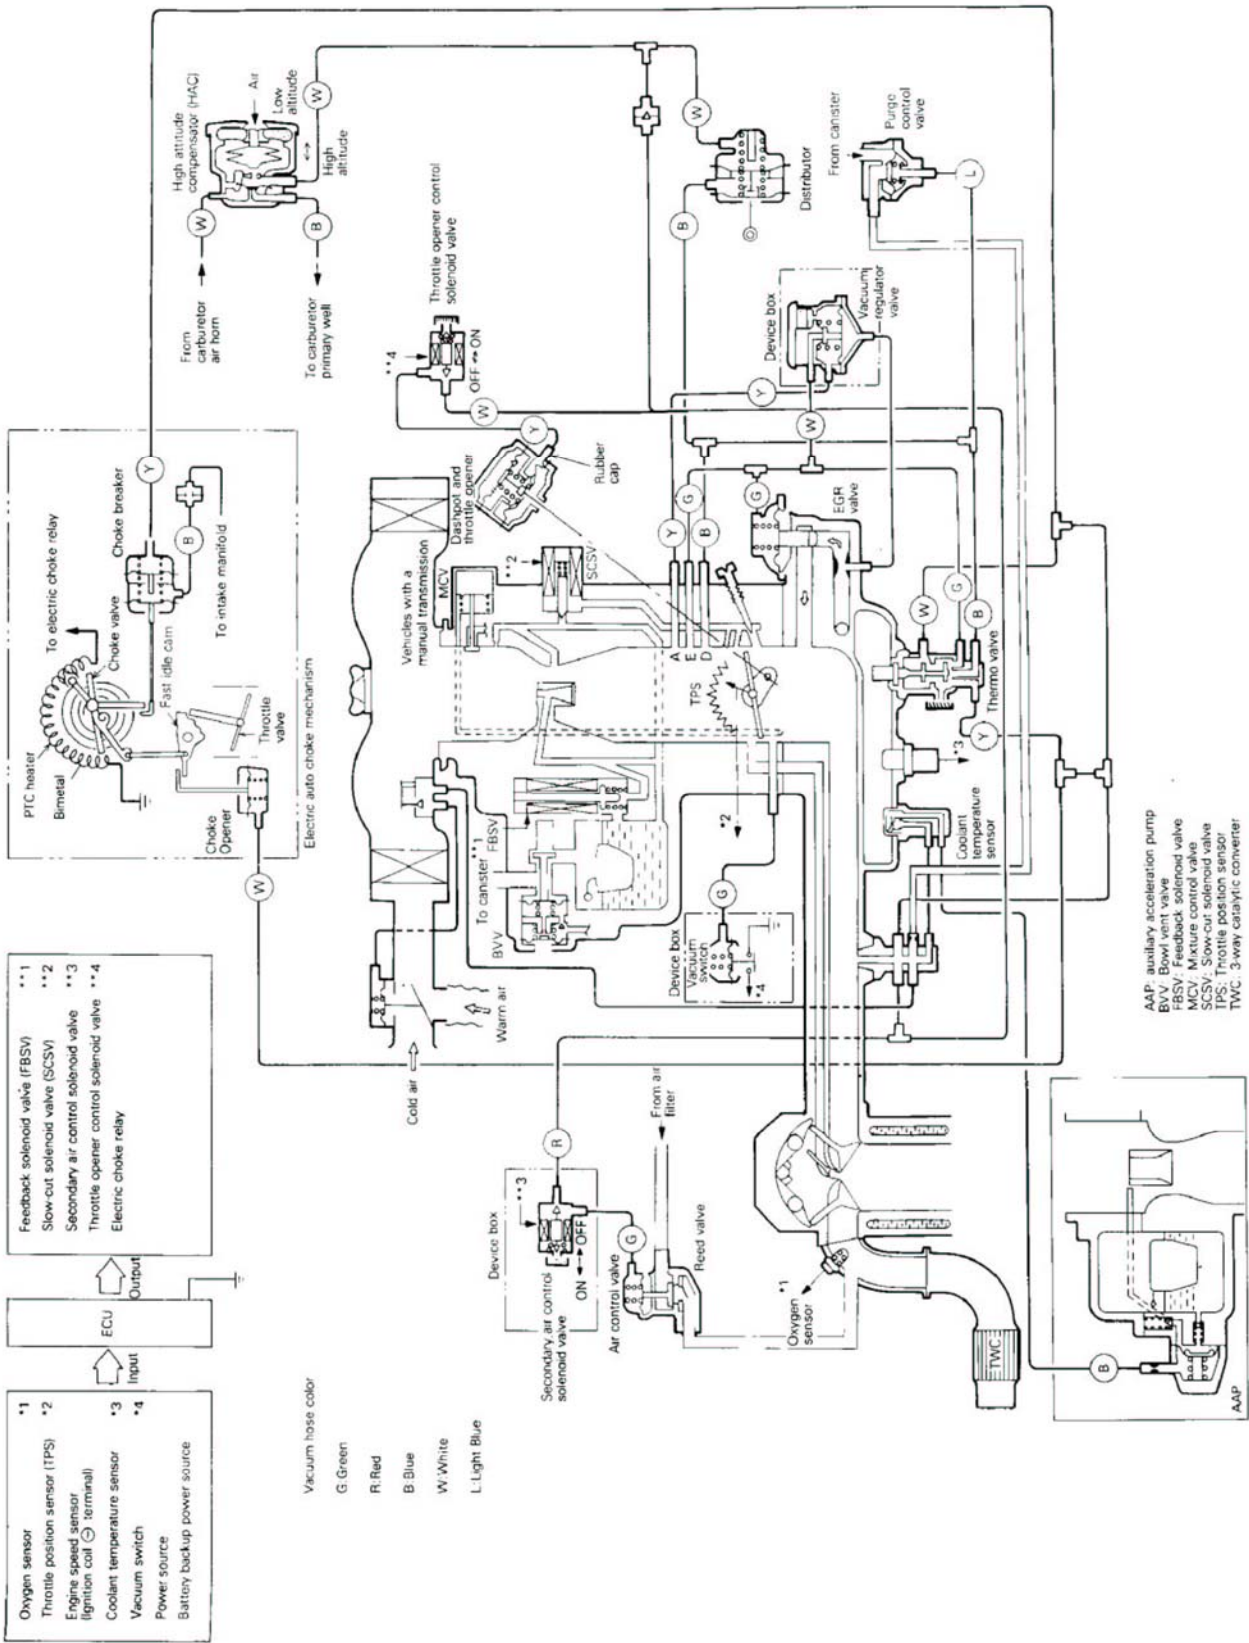 Oxygen sensor *1
Throttle position sensor (TPS) *2
Engine speed sensor
(Ignition coil ⊖ terminal)
Coolant temperature sensor *3
Vacuum switch *4
Power source
Battery backup power source
Input
ECU
Output
Feedback solenoid valve (FBSV) **1
Slow-cut solenoid valve (SCSV) **2
Secondary air control solenoid valve **3
Throttle opener control solenoid valve **4
Electric choke relay
PTC heater
Bimetal
To electric choke relay
Choke valve
Fast idle cam
Choke breaker
Y
B
To intake manifold
Throttle
valve
Choke
Opener
Electric auto choke mechanism
W
High attitude
compensator (HAC)
Air
Low
altitude
High
altitude
W
W
B
From
carburetor
air horn
To carburetor
primary well
Vacuum hose color
G:Green
R:Red
B:Blue
W:White
L:Light Blue
Throttle opener control
solenoid valve
**4
OFF ↔ ON
W
Y
Rubber
cap
Dashpot and
throttle opener
Vehicles with a
manual transmission
MCV
**2
SCSV
Cold air
Warm air
To canister
**1
FBSV
BVV
A
E
D
Y
G
B
TPS
*2
W
B
Distributor
From canister
Purge
control
valve
L
Device box
Vacuum
regulator
valve
Y
W
G
EGR
valve
Device box
**3
ON ↔ OFF
Secondary air control
solenoid valve
R
G
Air control valve
From air
filter
Reed valve
Device box
Vacuum
switch
*4
G
*1
Oxygen
sensor
TWC
W
G
B
Thermo valve
Y
*3
Coolant
temperature
sensor
B
AAP
AAP: auxiliary acceleration pump
BVV: Bowl vent valve
FBSV: Feedback solenoid valve
MCV: Mixture control valve
SCSV: Slow-cut solenoid valve
TPS: Throttle position sensor
TWC: 3-way catalytic converter